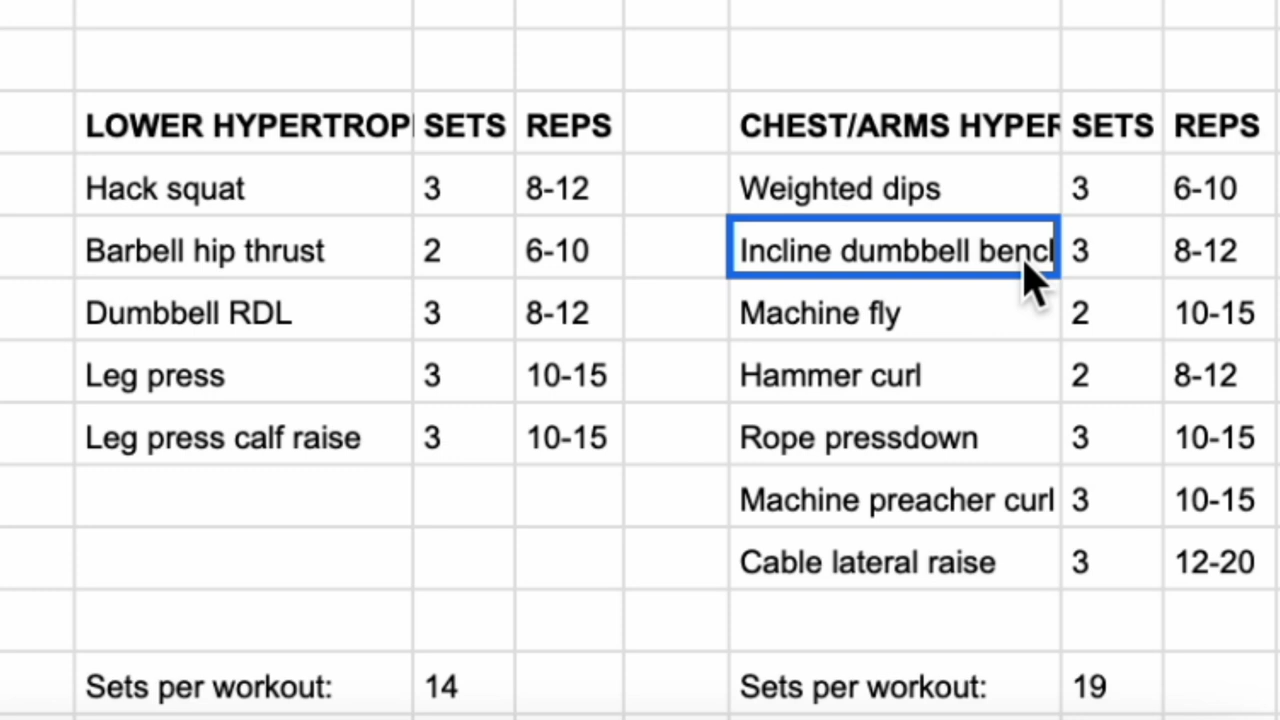 LOWER HYPERTROP SETS REPS CHEST/ARMS HYPER SETS REPS
Hack squat 3 8-12 Weighted dips 3 6-10
Barbell hip thrust 2 6-10 Incline dumbbell bench 3 8-12
Dumbbell RDL 3 8-12 Machine fly 2 10-15
Leg press 3 10-15 Hammer curl 2 8-12
Leg press calf raise 3 10-15 Rope pressdown 3 10-15
Machine preacher curl 3 10-15
Cable lateral raise 3 12-20
Sets per workout: 14 Sets per workout: 19